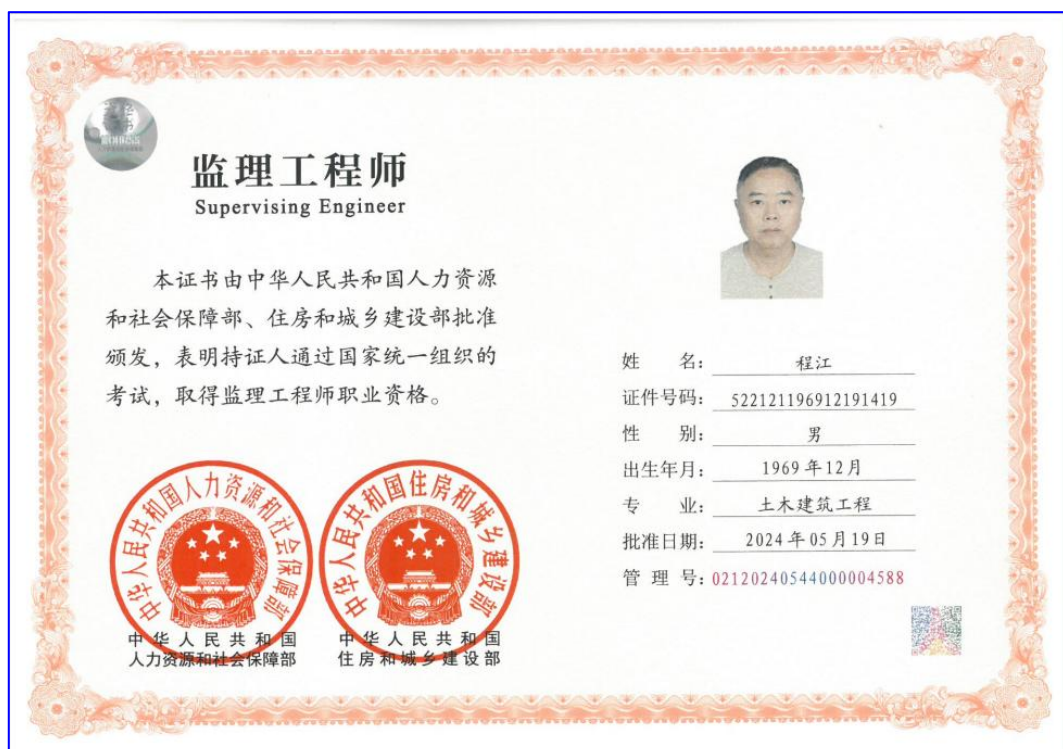 监理工程师
Supervising Engineer
本证书由中华人民共和国人力资源
和社会保障部、住房和城乡建设部批准
颁发，表明持证人通过国家统一组织的
考试，取得监理工程师职业资格。
中华人民共和国人力资源和社会保障部
中华人民共和国
人力资源和社会保障部
中华人民共和国住房和城乡建设部
中华人民共和国
住房和城乡建设部
姓 名： 程江
证件号码： 522121196912191419
性 别： 男
出生年月： 1969年12月
专 业： 土木建筑工程
批准日期： 2024年05月19日
管 理 号：02120240544000004588